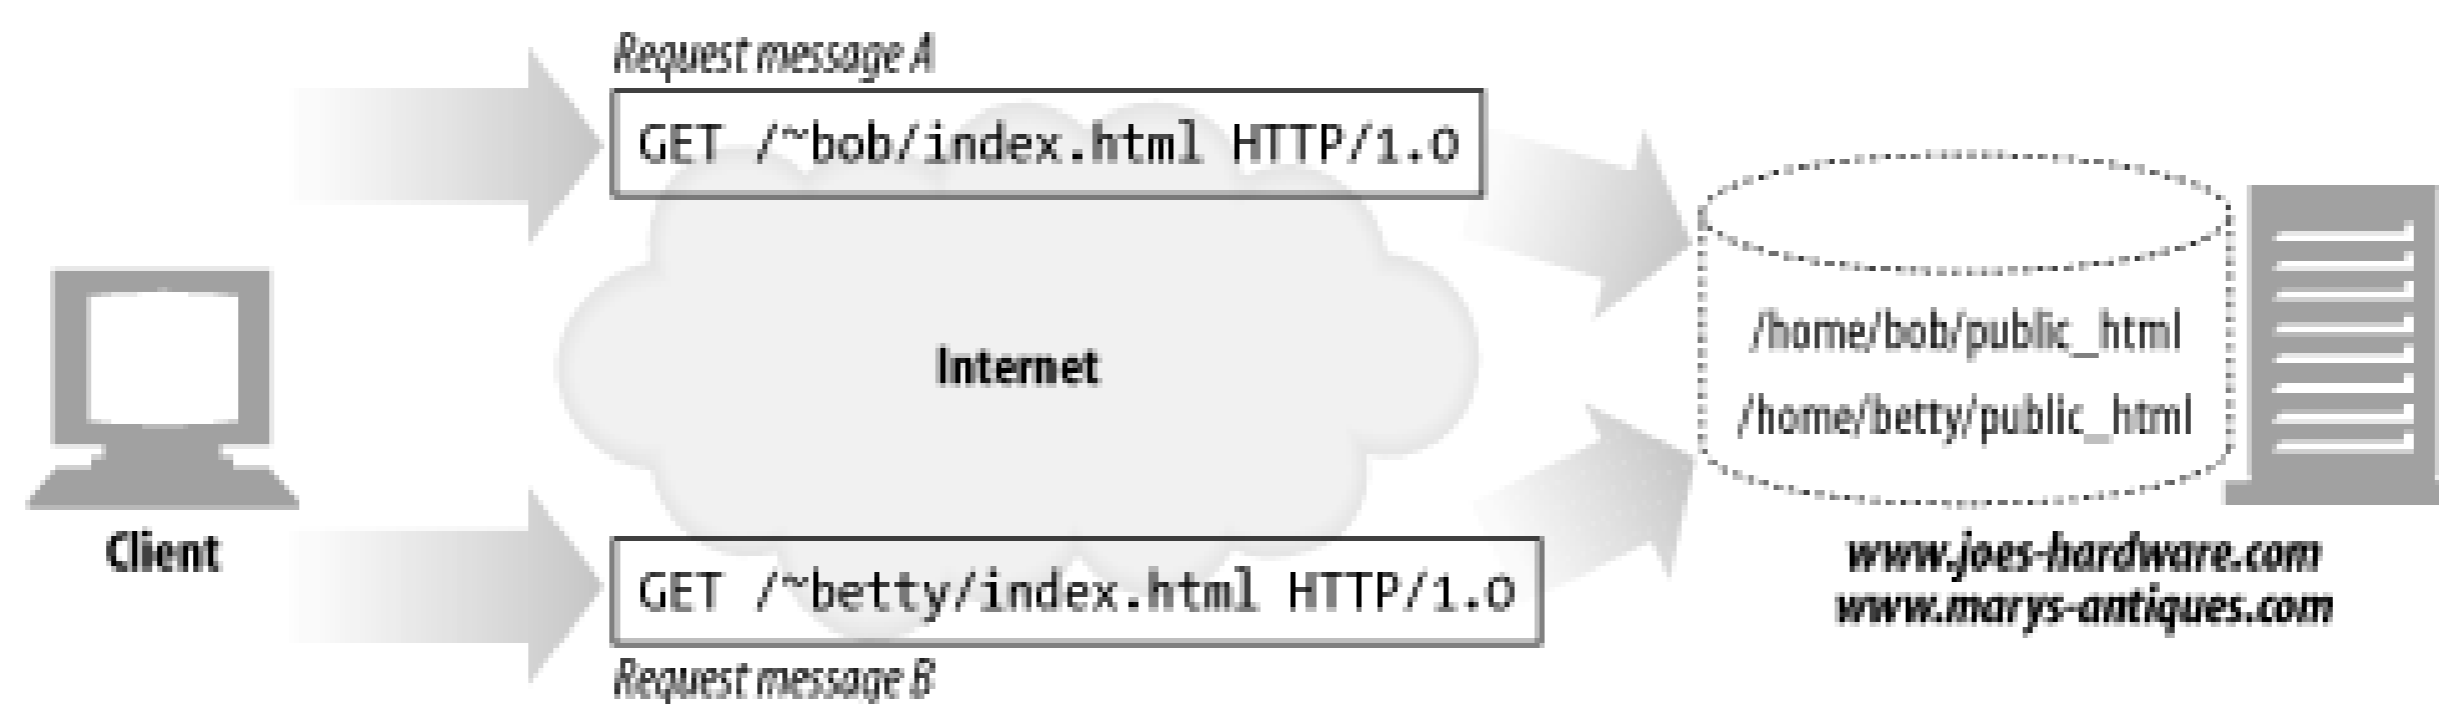 Request message A
GET /~bob/index.html HTTP/1.0
Internet
/home/bob/public_html
/home/betty/public_html
Client
www.joes-hardware.com
www.marys-antiques.com
GET /~betty/index.html HTTP/1.0
Request message B